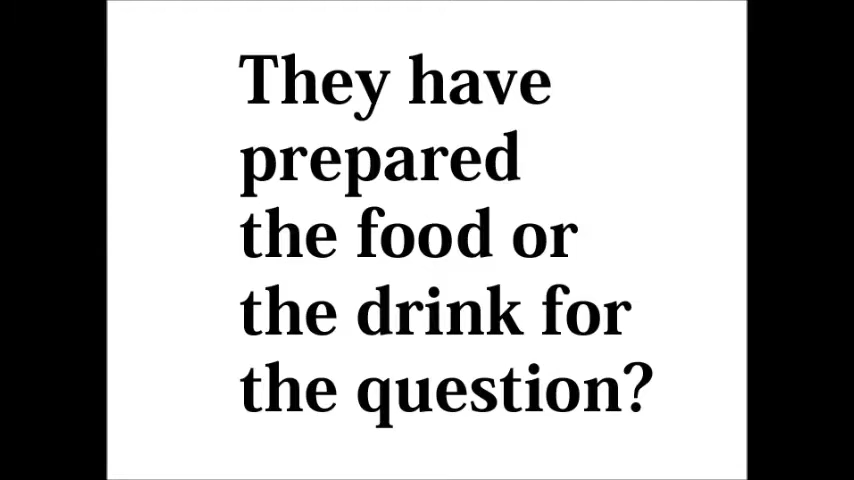 They have
prepared
the food or
the drink for
the question?